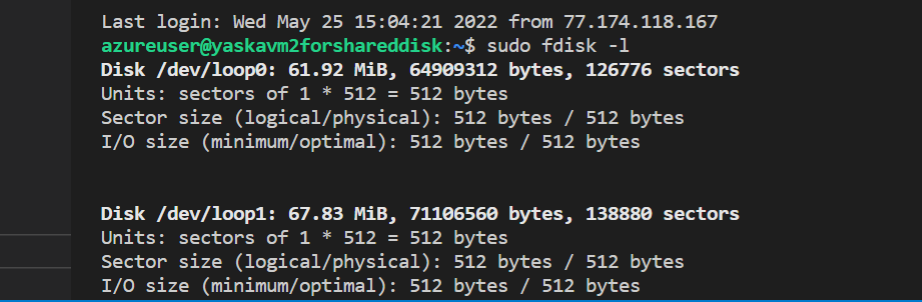 Last login: Wed May 25 15:04:21 2022 from 77.174.118.167
azureuser@yaskavm2forshareddisk:~$ sudo fdisk -l
Disk /dev/loop0: 61.92 MiB, 64909312 bytes, 126776 sectors
Units: sectors of 1 * 512 = 512 bytes
Sector size (logical/physical): 512 bytes / 512 bytes
I/O size (minimum/optimal): 512 bytes / 512 bytes
Disk /dev/loop1: 67.83 MiB, 71106560 bytes, 138880 sectors
Units: sectors of 1 * 512 = 512 bytes
Sector size (logical/physical): 512 bytes / 512 bytes
I/O size (minimum/optimal): 512 bytes / 512 bytes